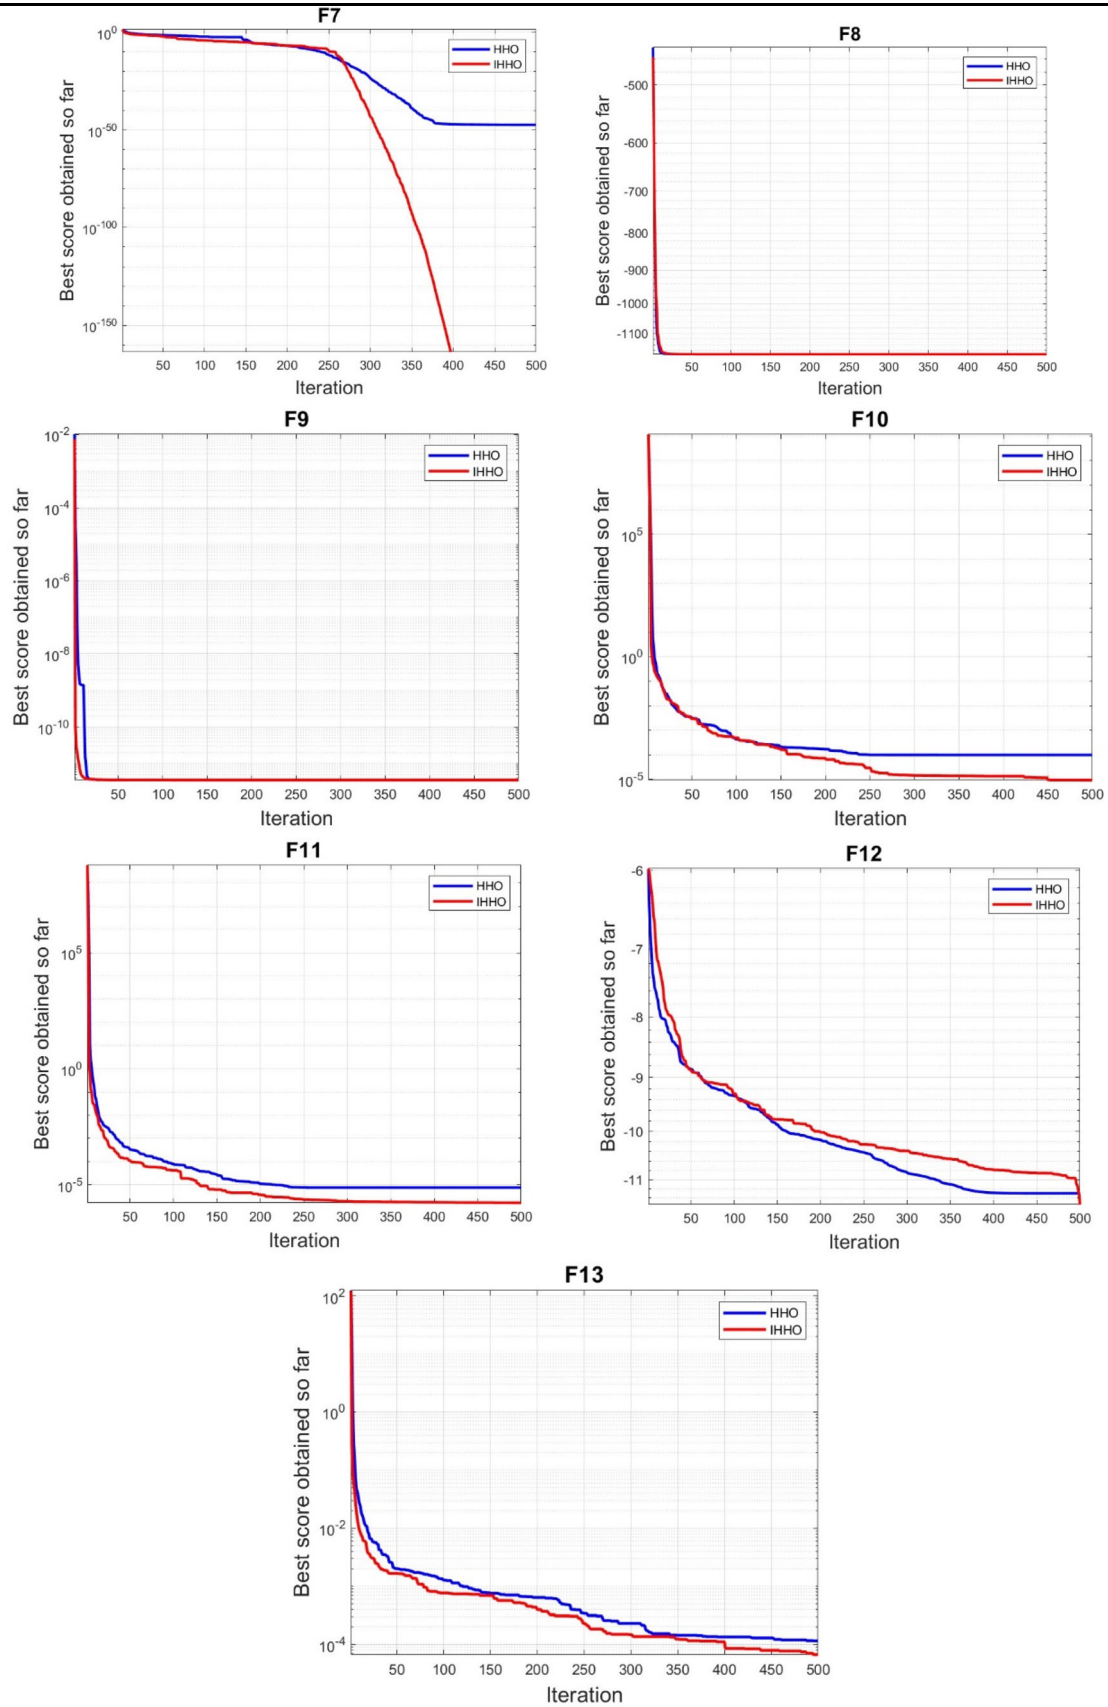 F7
Best score obtained so far
10^0
10^-50
10^-100
10^-150
HHO
IHHO
50 100 150 200 250 300 350 400 450 500
Iteration
F8
Best score obtained so far
-500
-600
-700
-800
-900
-1000
-1100
HHO
IHHO
50 100 150 200 250 300 350 400 450 500
Iteration
F9
Best score obtained so far
10^-2
10^-4
10^-6
10^-8
10^-10
HHO
IHHO
50 100 150 200 250 300 350 400 450 500
Iteration
F10
Best score obtained so far
10^5
10^0
10^-5
HHO
IHHO
50 100 150 200 250 300 350 400 450 500
Iteration
F11
Best score obtained so far
10^5
10^0
10^-5
HHO
IHHO
50 100 150 200 250 300 350 400 450 500
Iteration
F12
Best score obtained so far
-6
-7
-8
-9
-10
-11
HHO
IHHO
50 100 150 200 250 300 350 400 450 500
Iteration
F13
Best score obtained so far
10^2
10^0
10^-2
10^-4
HHO
IHHO
50 100 150 200 250 300 350 400 450 500
Iteration